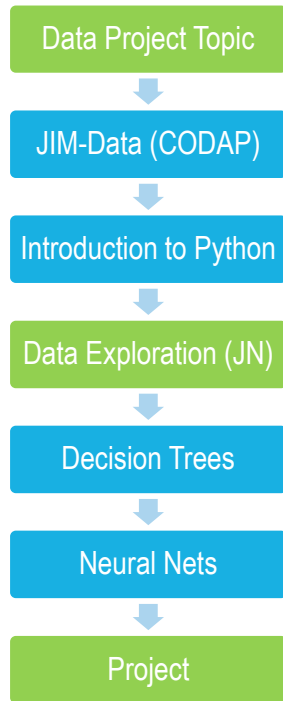 Data Project Topic
JIM-Data (CODAP)
Introduction to Python
Data Exploration (JN)
Decision Trees
Neural Nets
Project